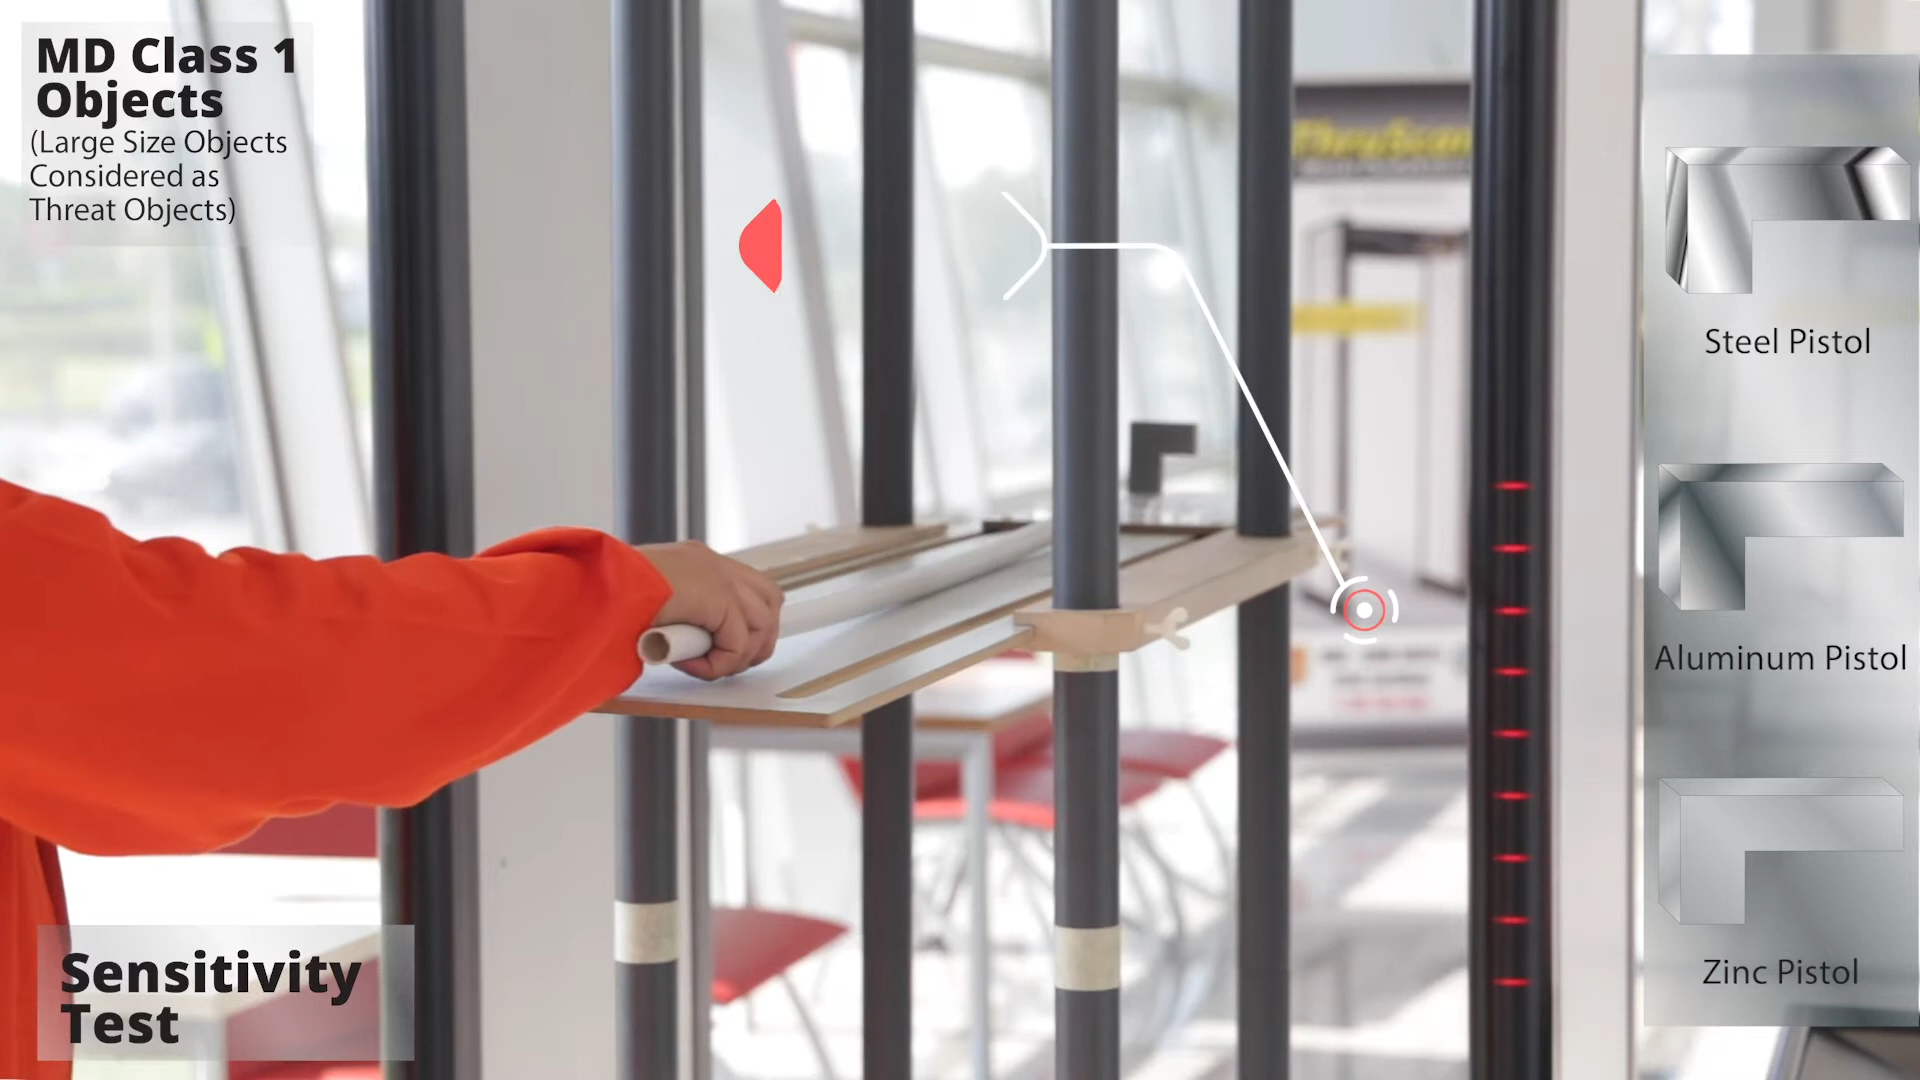 MD Class 1
Objects
(Large Size Objects
Considered as
Threat Objects)
ThruScan
Steel Pistol
Aluminum Pistol
Zinc Pistol
Sensitivity
Test